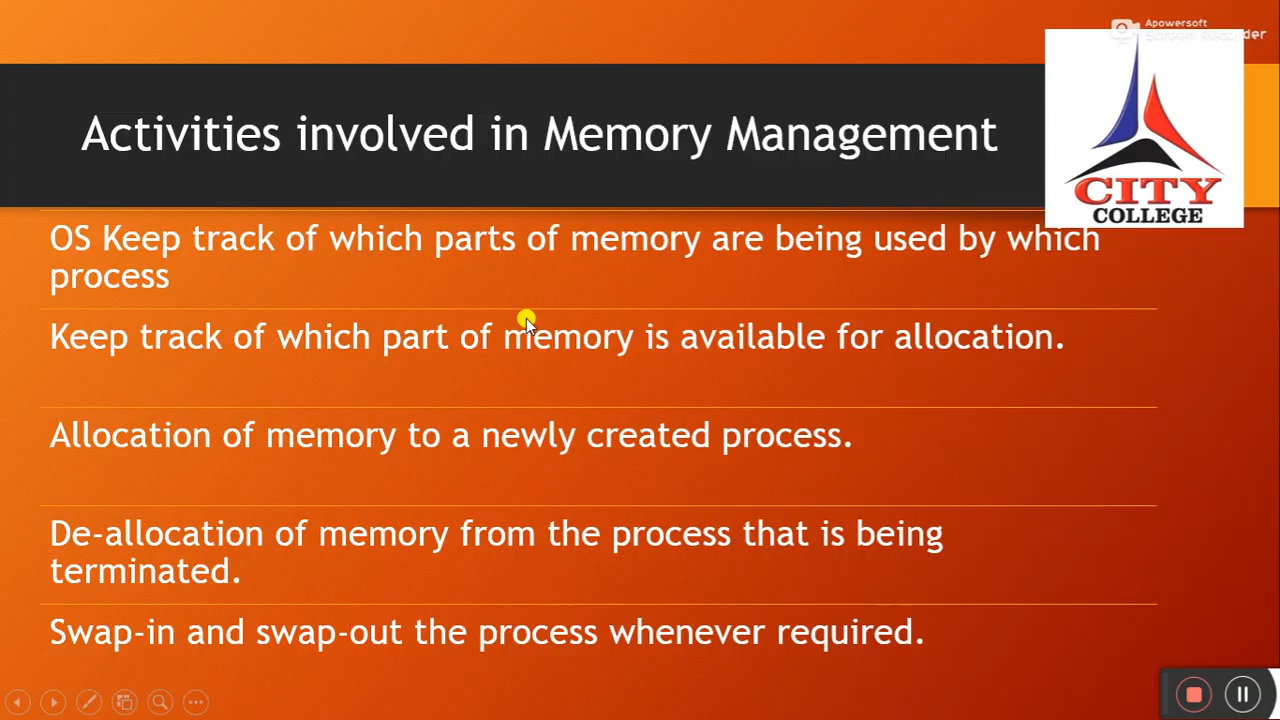 Apowersoft
Screen Recorder
Activities involved in Memory Management
CITY
COLLEGE
OS Keep track of which parts of memory are being used by which
process
Keep track of which part of memory is available for allocation.
Allocation of memory to a newly created process.
De-allocation of memory from the process that is being
terminated.
Swap-in and swap-out the process whenever required.